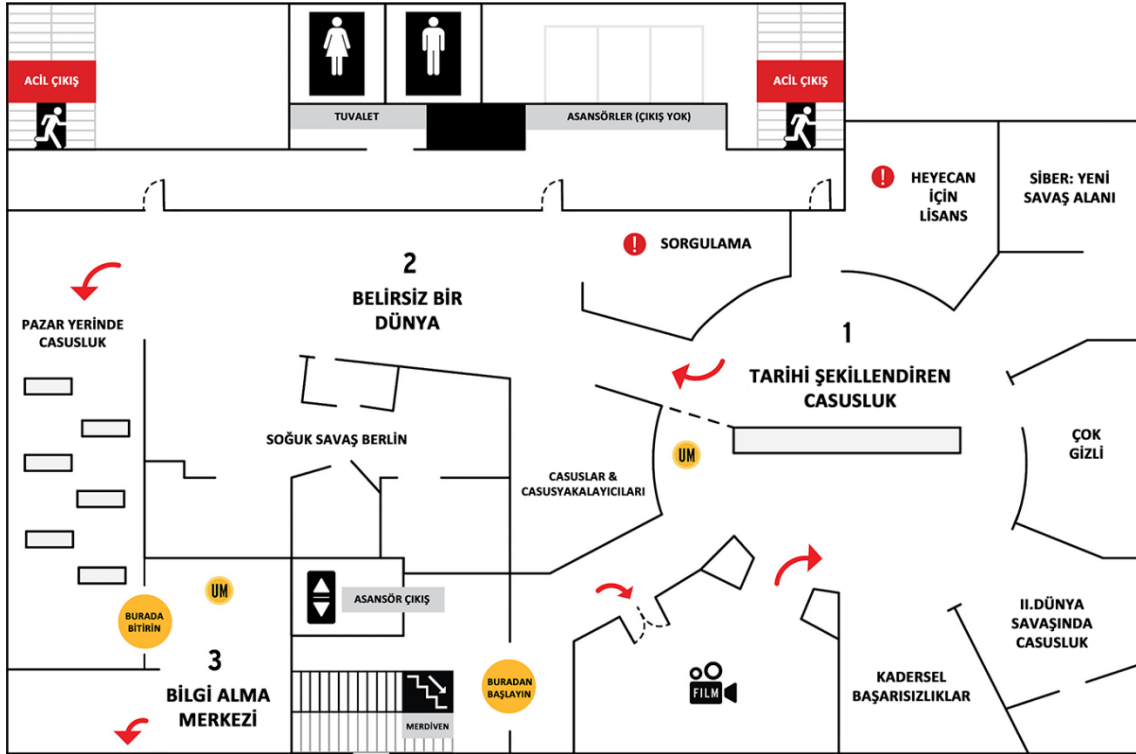 ACİL ÇIKIŞ
TUVALET
ASANSÖRLER (ÇIKIŞ YOK)
ACİL ÇIKIŞ
!
HEYECAN
İÇİN
LİSANS
SİBER: YENİ
SAVAŞ ALANI
!
SORGULAMA
2
BELİRSİZ BİR
DÜNYA
PAZAR YERİNDE
CASUSLUK
1
TARİHİ ŞEKİLLENDİREN
CASUSLUK
SOĞUK SAVAŞ BERLİN
UM
ÇOK
GİZLİ
CASUSLAR &
CASUSYAKALAYICILARI
UM
ASANSÖR ÇIKIŞ
BURADA
BİTİRİN
II.DÜNYA
SAVAŞINDA
CASUSLUK
3
BİLGİ ALMA
MERKEZİ
BURADAN
BAŞLAYIN
FILM
KADERSEL
BAŞARISIZLIKLAR
MERDİVEN